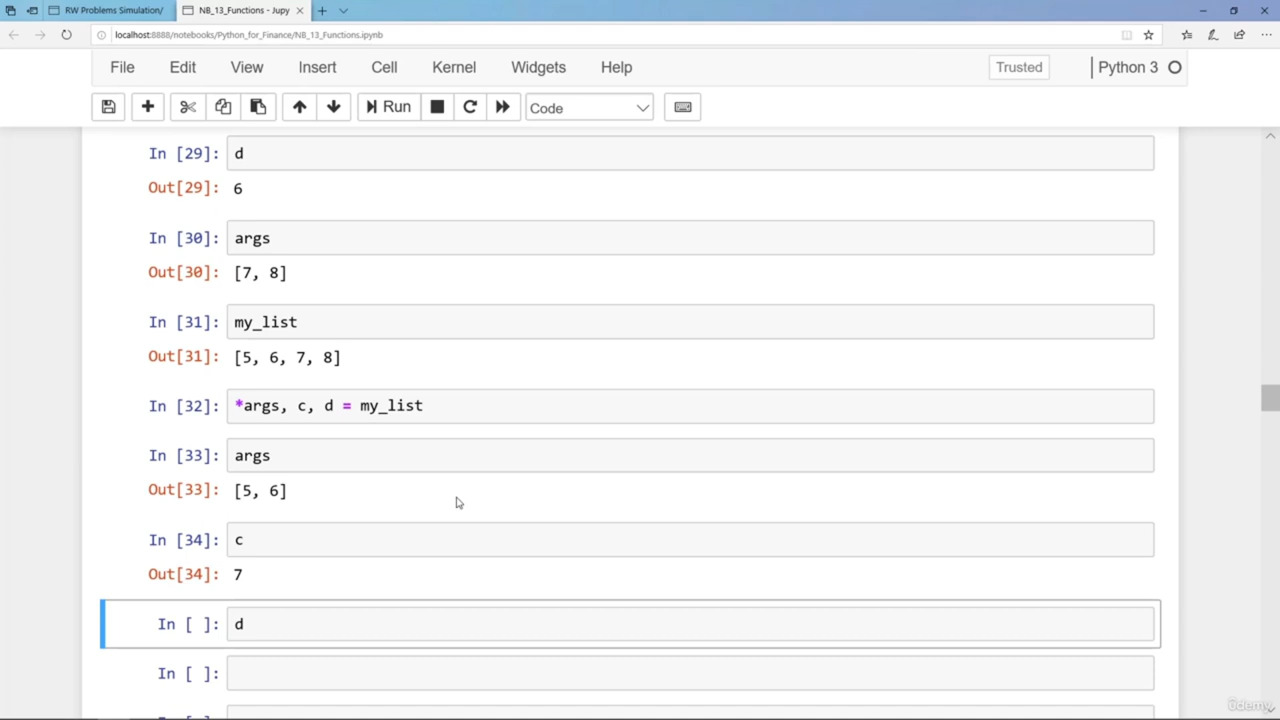 RW Problems Simulation/
NB_13_Functions - Jupy
localhost:8888/notebooks/Python_for_Finance/NB_13_Functions.ipynb
File Edit View Insert Cell Kernel Widgets Help Trusted Python 3
Run Code
In [29]: d
Out[29]: 6
In [30]: args
Out[30]: [7, 8]
In [31]: my_list
Out[31]: [5, 6, 7, 8]
In [32]: *args, c, d = my_list
In [33]: args
Out[33]: [5, 6]
In [34]: c
Out[34]: 7
In [ ]: d
In [ ]: